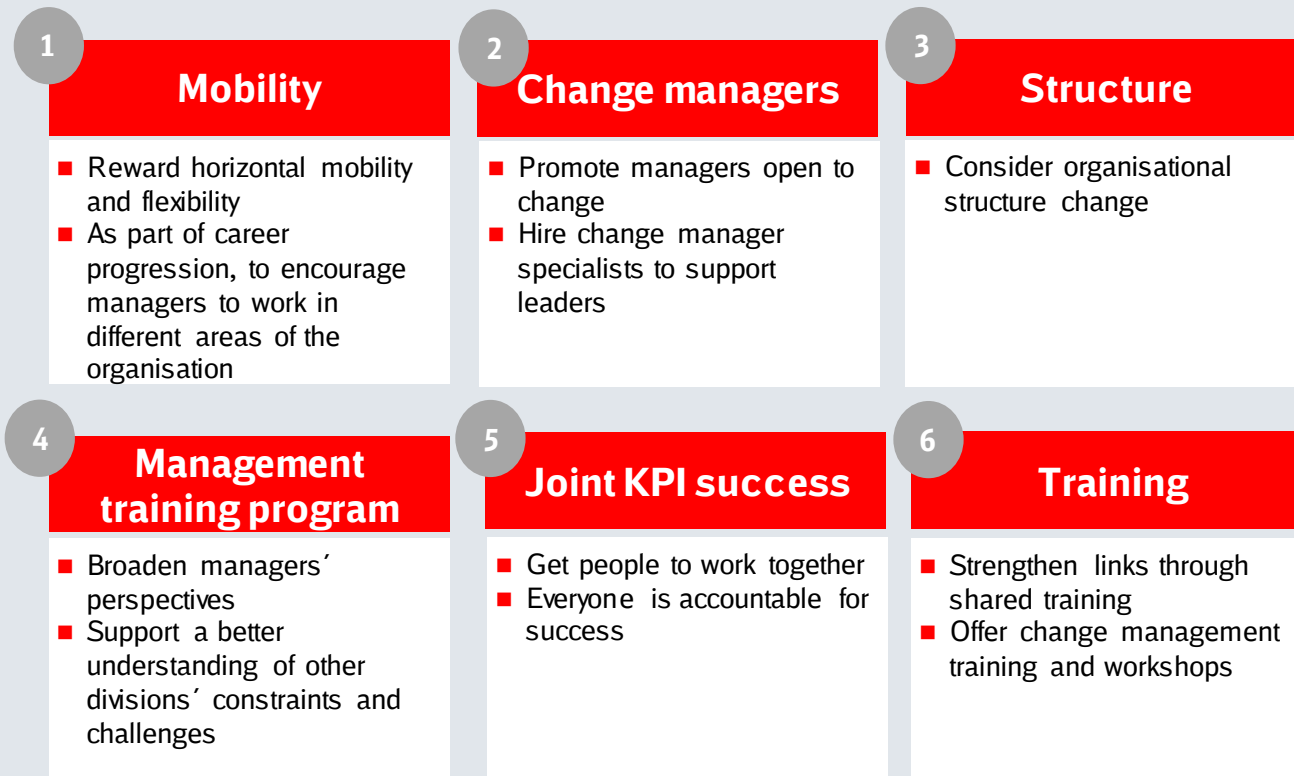 1
Mobility
Reward horizontal mobility
and flexibility
As part of career
progression, to encourage
managers to work in
different areas of the
organisation
2
Change managers
Promote managers open to
change
Hire change manager
specialists to support
leaders
3
Structure
Consider organisational
structure change
4
Management
training program
Broaden managers´
perspectives
Support a better
understanding of other
divisions´ constraints and
challenges
5
Joint KPI success
Get people to work together
Everyone is accountable for
success
6
Training
Strengthen links through
shared training
Offer change management
training and workshops